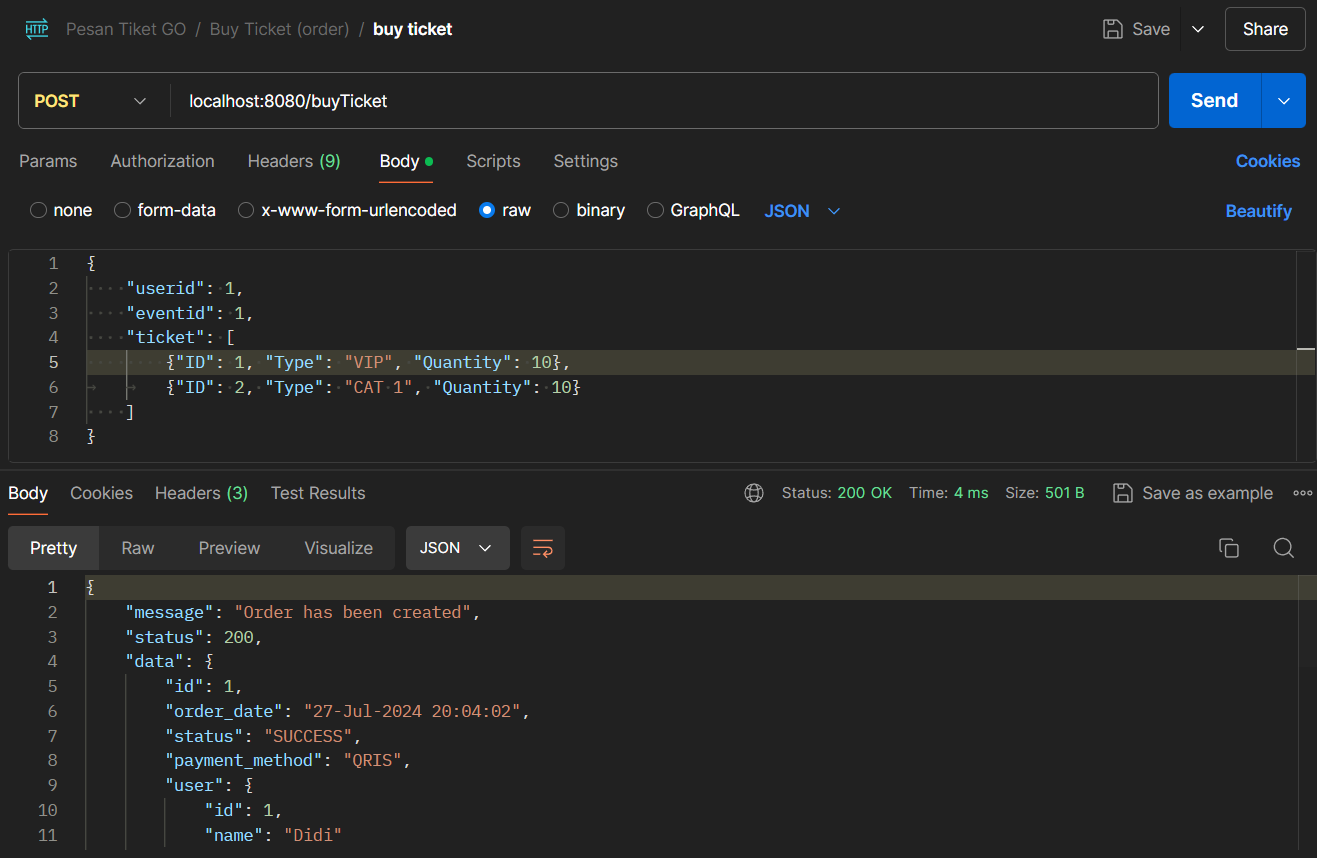 HTTP Pesan Tiket GO / Buy Ticket (order) / buy ticket Save Share
POST localhost:8080/buyTicket Send
Params Authorization Headers (9) Body Scripts Settings Cookies
none form-data x-www-form-urlencoded raw binary GraphQL JSON Beautify
1 {
2 "userid": 1,
3 "eventid": 1,
4 "ticket": [
5 {"ID": 1, "Type": "VIP", "Quantity": 10},
6 {"ID": 2, "Type": "CAT 1", "Quantity": 10}
7 ]
8 }
Body Cookies Headers (3) Test Results Status: 200 OK Time: 4 ms Size: 501 B Save as example
Pretty Raw Preview Visualize JSON
1 {
2 "message": "Order has been created",
3 "status": 200,
4 "data": {
5 "id": 1,
6 "order_date": "27-Jul-2024 20:04:02",
7 "status": "SUCCESS",
8 "payment_method": "QRIS",
9 "user": {
10 "id": 1,
11 "name": "Didi"